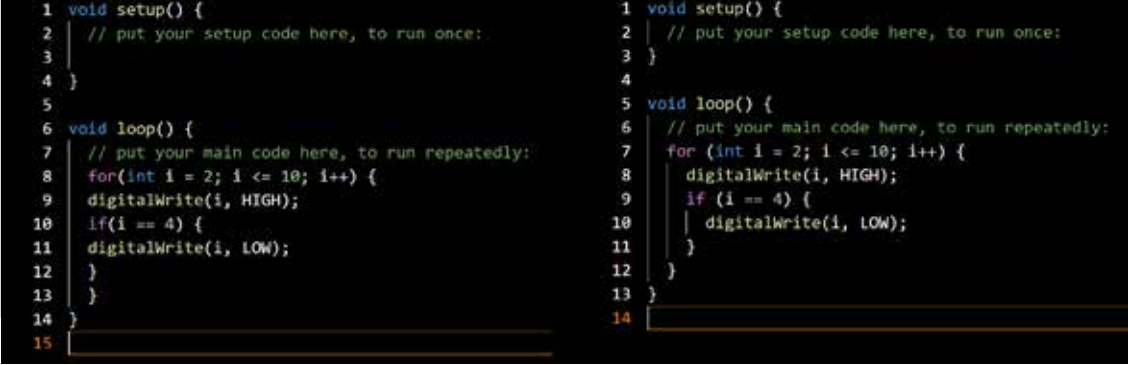 1 void setup() {
2 // put your setup code here, to run once:
3
4 }
5
6 void loop() {
7 // put your main code here, to run repeatedly:
8 for(int i = 2; i <= 10; i++) {
9 digitalWrite(i, HIGH);
10 if(i == 4) {
11 digitalWrite(i, LOW);
12 }
13 }
14 }
15
1 void setup() {
2 // put your setup code here, to run once:
3 }
4
5 void loop() {
6 // put your main code here, to run repeatedly:
7 for (int i = 2; i <= 10; i++) {
8 digitalWrite(i, HIGH);
9 if (i == 4) {
10 digitalWrite(i, LOW);
11 }
12 }
13 }
14